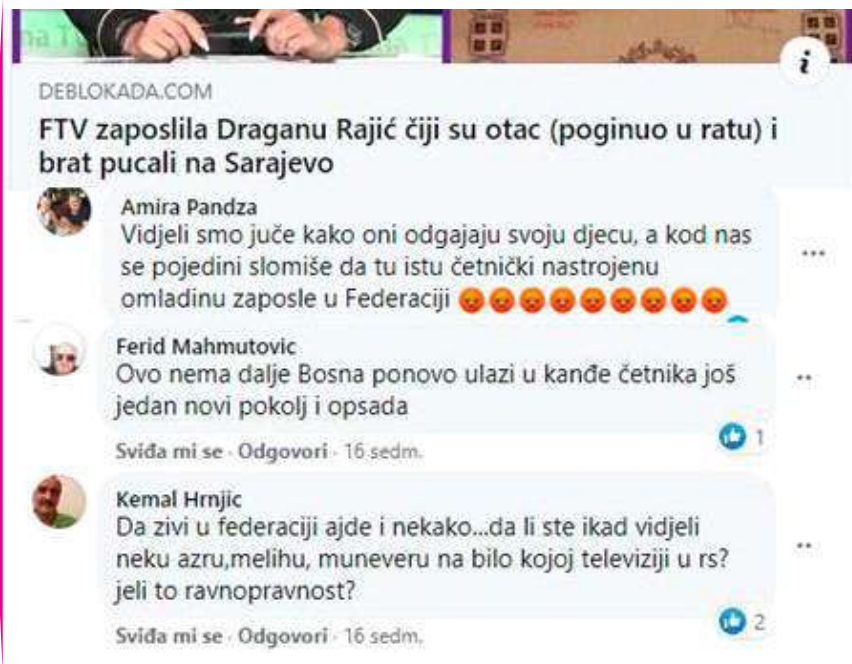 DEBLOKADA.COM
FTV zaposlila Draganu Rajić čiji su otac (poginuo u ratu) i
brat pucali na Sarajevo
Amira Pandza
Vidjeli smo juče kako oni odgajaju svoju djecu, a kod nas
se pojedini slomiše da tu istu četnički nastrojenu
omladinu zaposle u Federaciji 😡😡😡😡😡😡😡😡😡
Ferid Mahmutovic
Ovo nema dalje Bosna ponovo ulazi u kanđe četnika još
jedan novi pokolj i opsada
1
Sviđa mi se · Odgovori · 16 sedm.
Kemal Hrnjic
Da zivi u federaciji ajde i nekako...da li ste ikad vidjeli
neku azru,melihu, muneveru na bilo kojoj televiziji u rs?
jeli to ravnopravnost?
2
Sviđa mi se · Odgovori · 16 sedm.